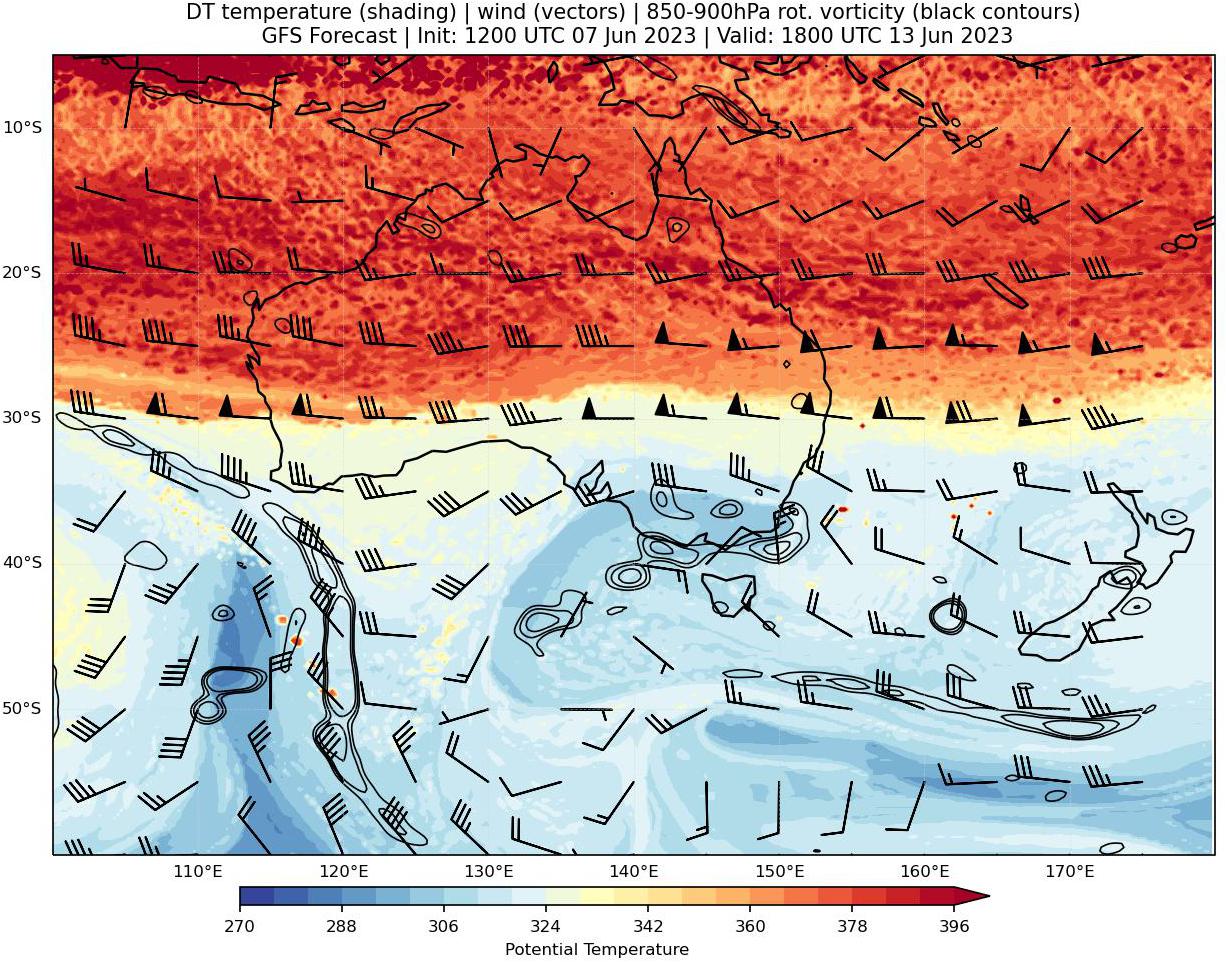 DT temperature (shading) | wind (vectors) | 850-900hPa rot. vorticity (black contours)
GFS Forecast | Init: 1200 UTC 07 Jun 2023 | Valid: 1800 UTC 13 Jun 2023
10°S
20°S
30°S
40°S
50°S
110°E 120°E 130°E 140°E 150°E 160°E 170°E
270 288 306 324 342 360 378 396
Potential Temperature